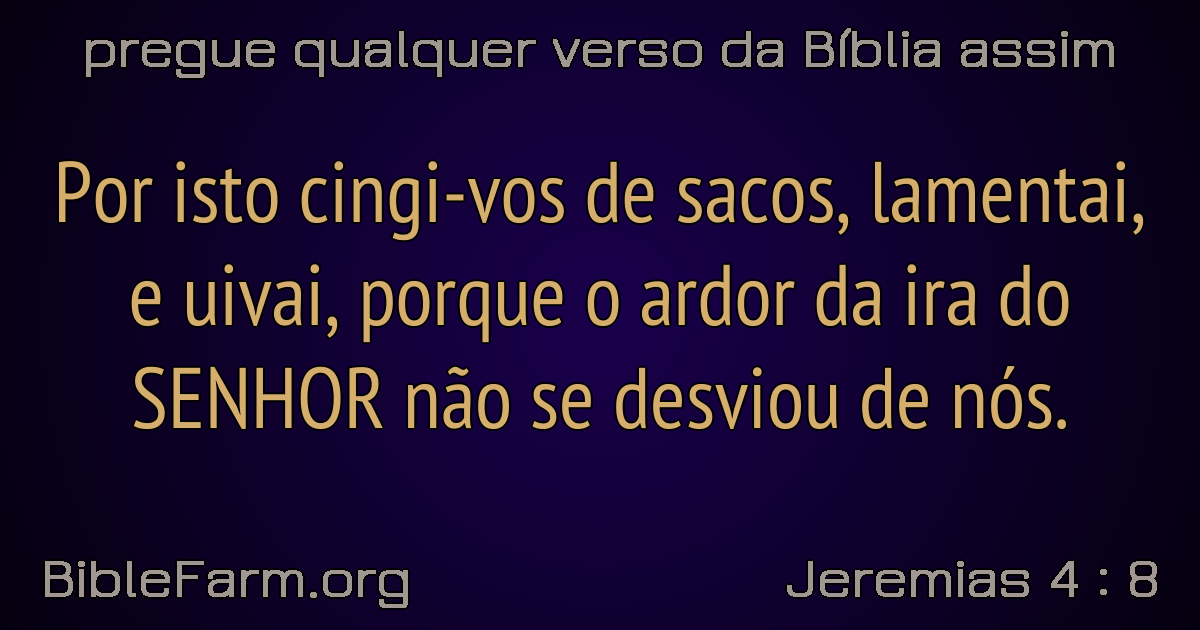 pregue qualquer verso da Bíblia assim
Por isto cingi-vos de sacos, lamentai,
e uivai, porque o ardor da ira do
SENHOR não se desviou de nós.
BibleFarm.org
Jeremias 4 : 8